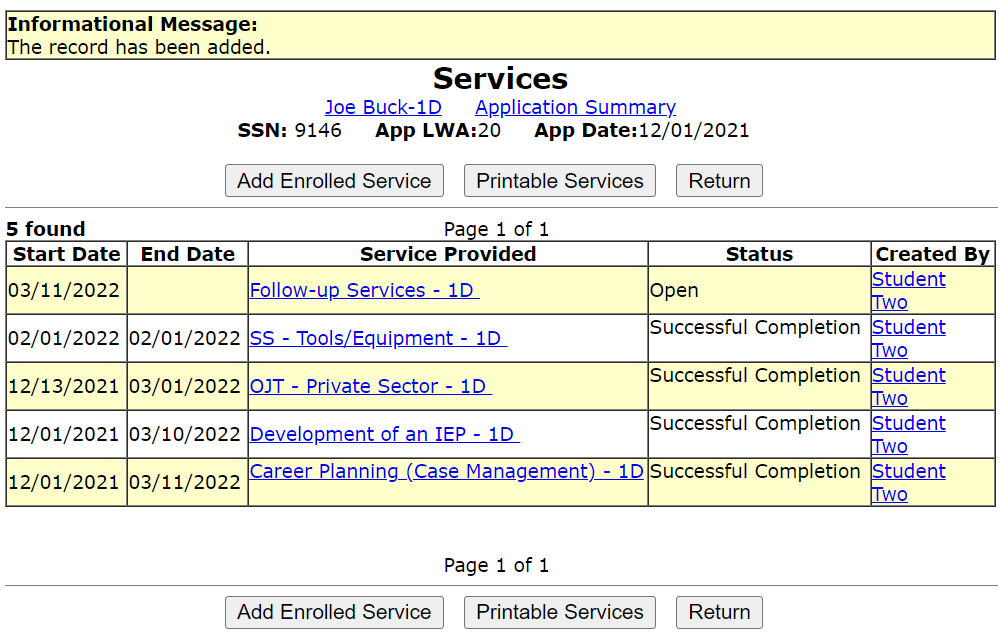 Informational Message:
The record has been added.
Services
Joe Buck-1D Application Summary
SSN: 9146 App LWA:20 App Date:12/01/2021
Add Enrolled Service Printable Services Return
5 found Page 1 of 1
Start Date End Date Service Provided Status Created By
03/11/2022 Follow-up Services - 1D Open Student Two
02/01/2022 02/01/2022 SS - Tools/Equipment - 1D Successful Completion Student Two
12/13/2021 03/01/2022 OJT - Private Sector - 1D Successful Completion Student Two
12/01/2021 03/10/2022 Development of an IEP - 1D Successful Completion Student Two
12/01/2021 03/11/2022 Career Planning (Case Management) - 1D Successful Completion Student Two
Page 1 of 1
Add Enrolled Service Printable Services Return